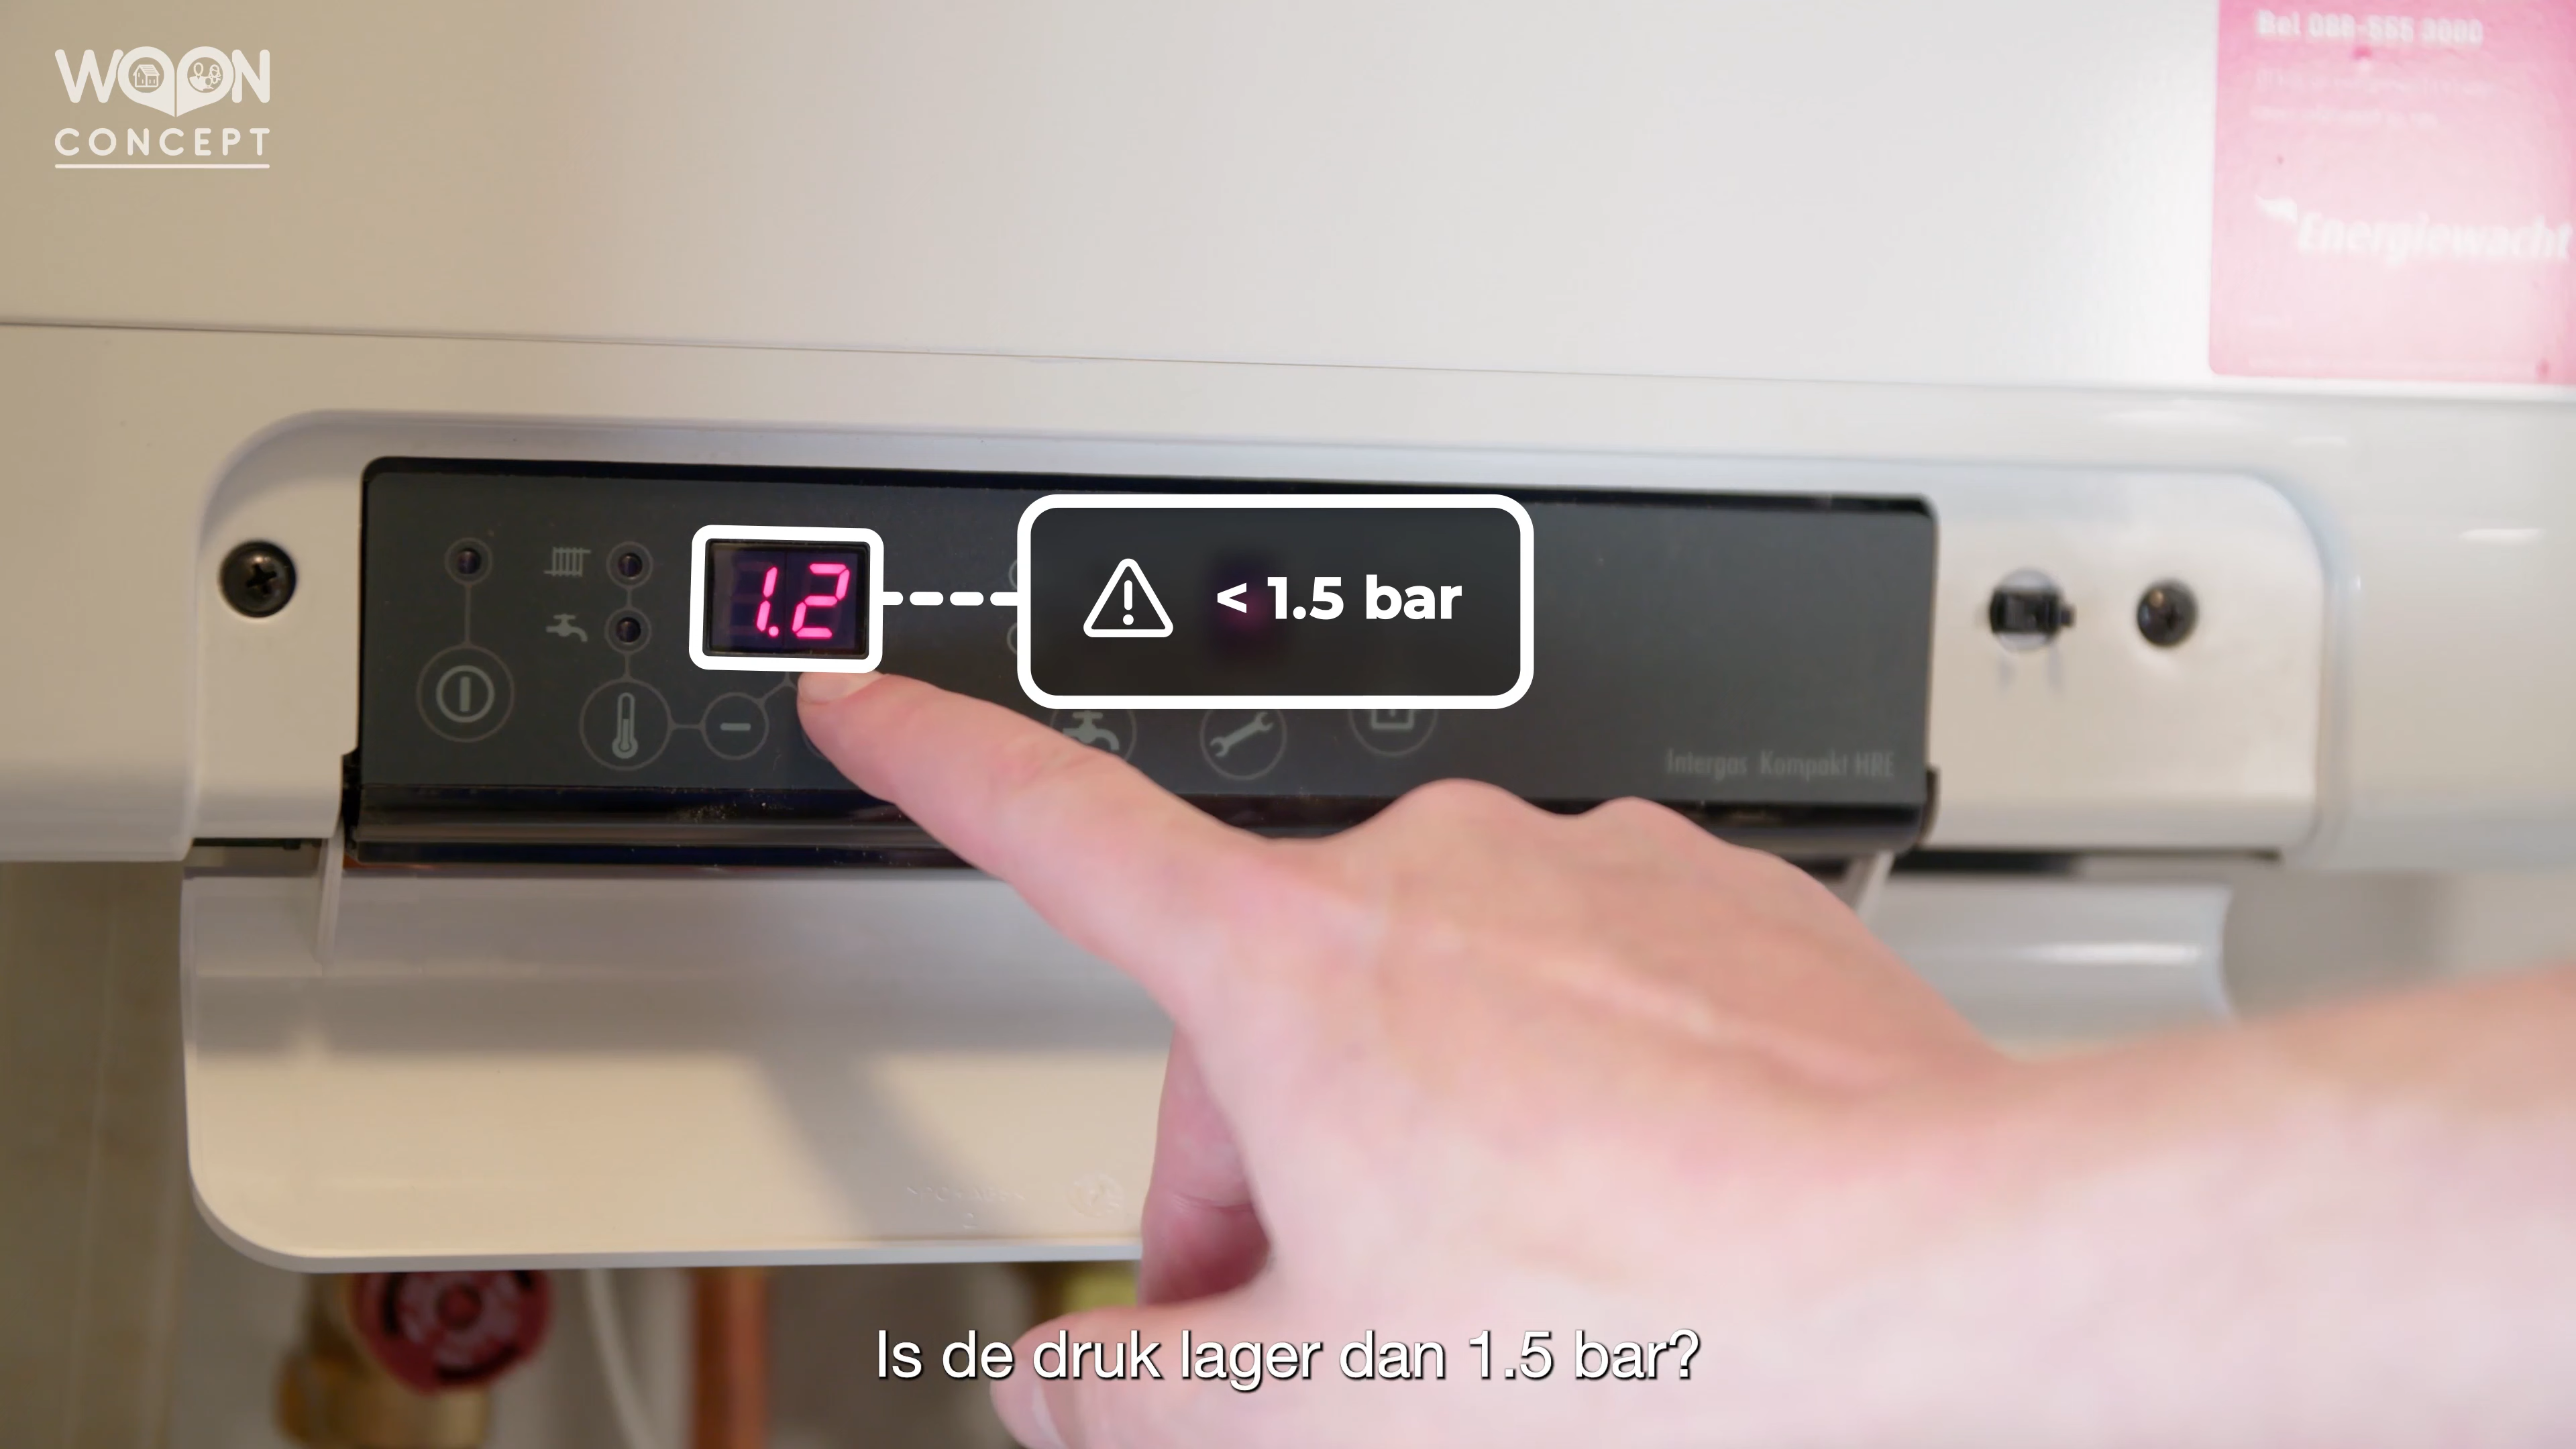 WOON
CONCEPT
Bel 088-555 3000
Energiewacht
1.2
< 1.5 bar
Intergas Kompakt HRE
Is de druk lager dan 1.5 bar?